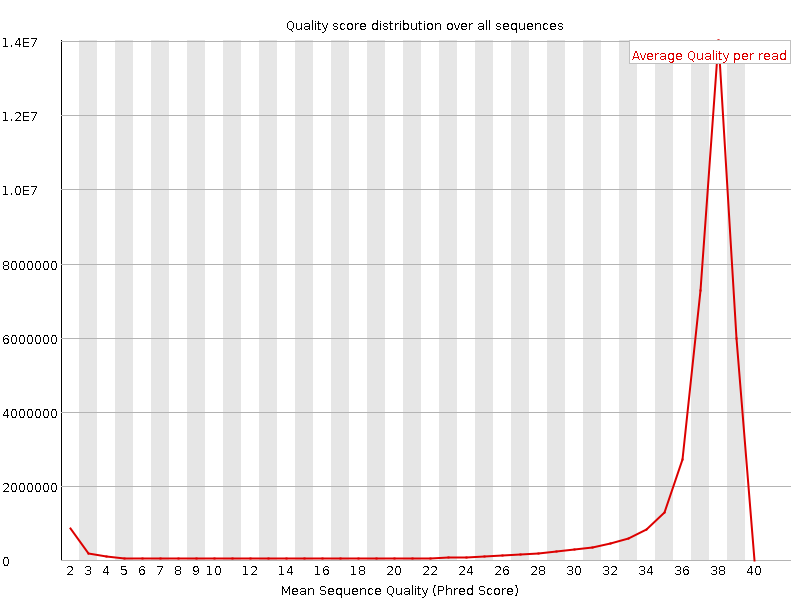 Quality score distribution over all sequences
1.4E7
Average Quality per read
1.2E7
1.0E7
8000000
6000000
4000000
2000000
0
2 3 4 5 6 7 8 9 10 12 14 16 18 20 22 24 26 28 30 32 34 36 38 40
Mean Sequence Quality (Phred Score)